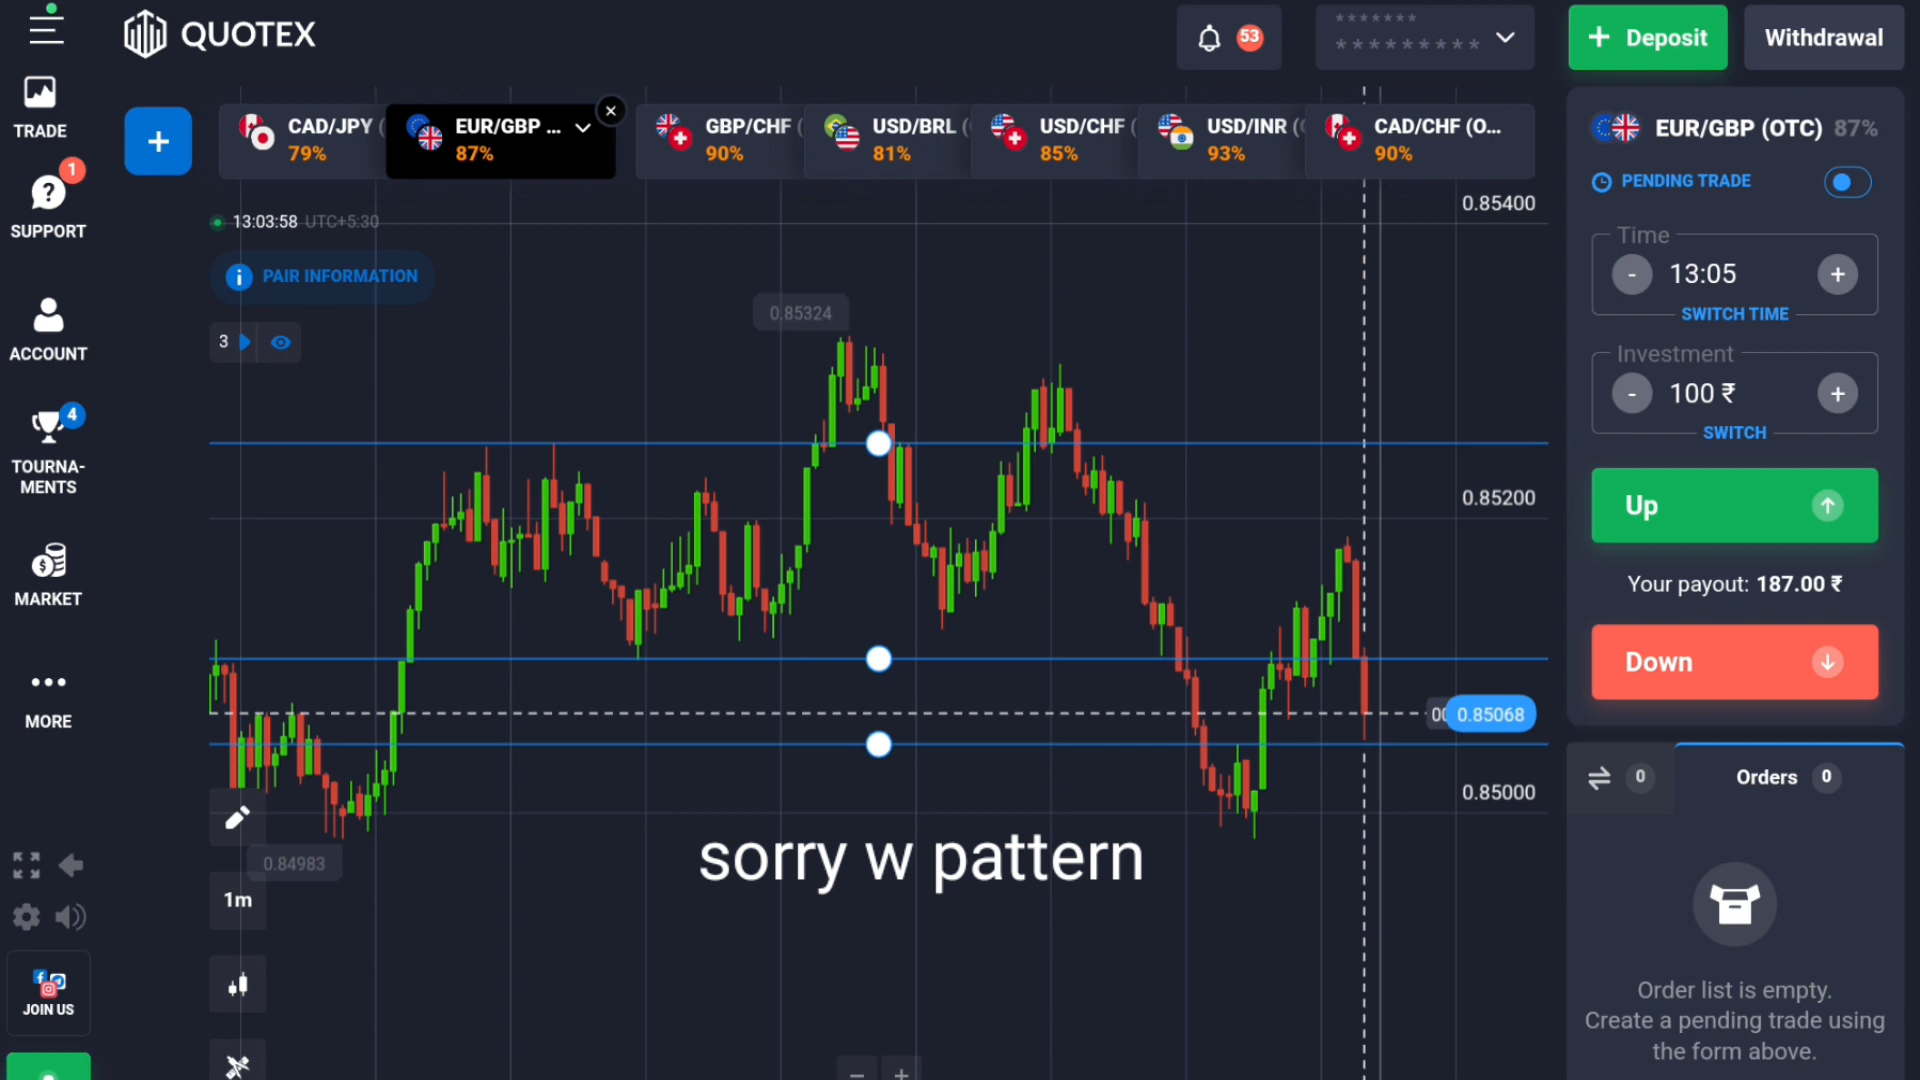 QUOTEX
53
*******
*********
Deposit
Withdrawal
TRADE
1
SUPPORT
ACCOUNT
4
TOURNA-
MENTS
MARKET
MORE
JOIN US
CAD/JPY (
79%
EUR/GBP ...
87%
GBP/CHF (
90%
USD/BRL (
81%
USD/CHF (
85%
USD/INR (
93%
CAD/CHF (O...
90%
13:03:58 UTC+5:30
PAIR INFORMATION
3
0.85324
0.85400
0.85200
0.85068
0.85000
0.84983
sorry w pattern
1m
EUR/GBP (OTC) 87%
PENDING TRADE
Time
- 13:05 +
SWITCH TIME
Investment
- 100 ₹ +
SWITCH
Up
Your payout: 187.00 ₹
Down
0
Orders 0
Order list is empty.
Create a pending trade using
the form above.